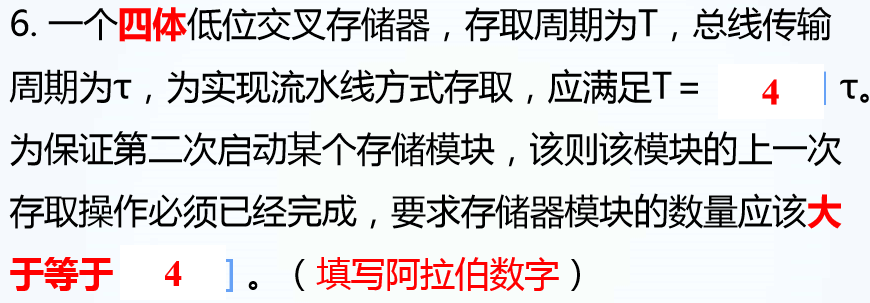 6. 一个四体低位交叉存储器，存取周期为T，总线传输
周期为τ，为实现流水线方式存取，应满足T＝ 4 τ。
为保证第二次启动某个存储模块，该则该模块的上一次
存取操作必须已经完成，要求存储器模块的数量应该大
于等于 4 ］。（填写阿拉伯数字）